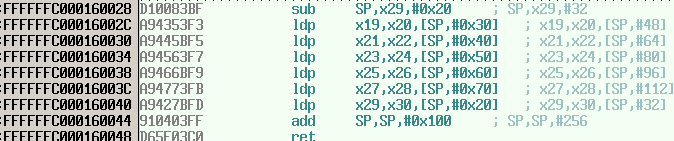 :FFFFFFC000160028 D10083BF sub SP,x29,#0x20 ; SP,x29,#32
:FFFFFFC00016002C A94353F3 ldp x19,x20,[SP,#0x30] ; x19,x20,[SP,#48]
:FFFFFFC000160030 A9445BF5 ldp x21,x22,[SP,#0x40] ; x21,x22,[SP,#64]
:FFFFFFC000160034 A94563F7 ldp x23,x24,[SP,#0x50] ; x23,x24,[SP,#80]
:FFFFFFC000160038 A9466BF9 ldp x25,x26,[SP,#0x60] ; x25,x26,[SP,#96]
:FFFFFFC00016003C A94773FB ldp x27,x28,[SP,#0x70] ; x27,x28,[SP,#112]
:FFFFFFC000160040 A9427BFD ldp x29,x30,[SP,#0x20] ; x29,x30,[SP,#32]
:FFFFFFC000160044 910403FF add SP,SP,#0x100 ; SP,SP,#256
:FFFFFFC000160048 D65F03C0 ret